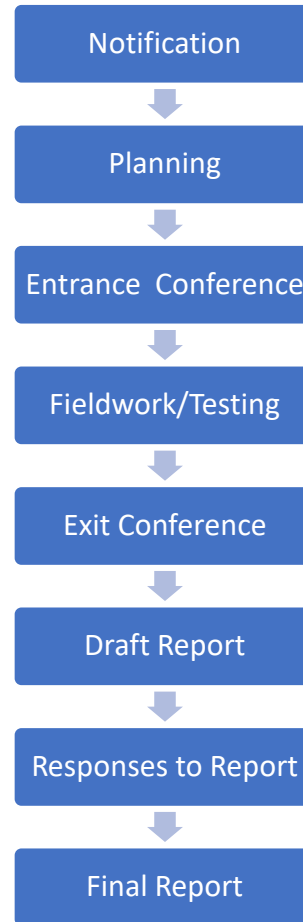 Notification
Planning
Entrance  Conference
Fieldwork/Testing
Exit Conference
Draft Report
Responses to Report
Final Report